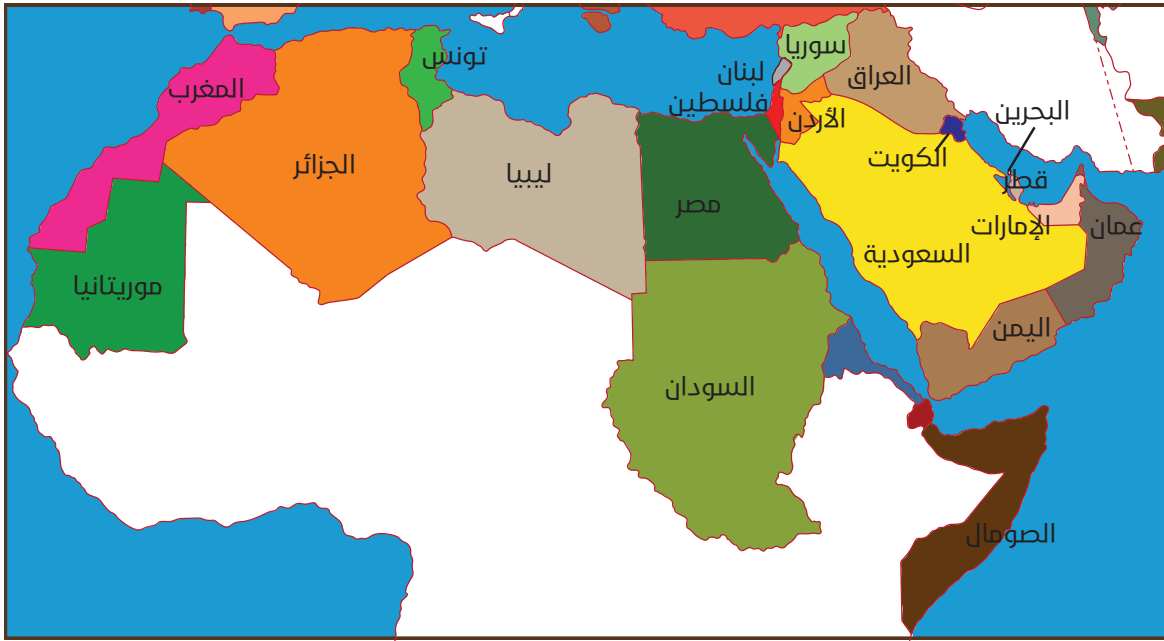 سوريا
تونس
لبنان
العراق
المغرب
فلسطين
البحرين
الأردن
الكويت
الجزائر
ليبيا
قطر
مصر
الإمارات
عمان
السعودية
موريتانيا
اليمن
السودان
الصومال